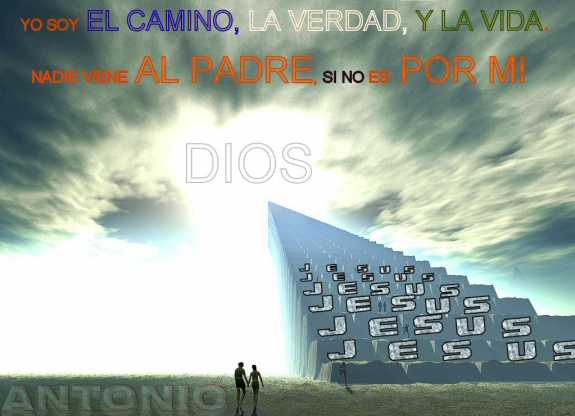 YO SOY EL CAMINO, LA VERDAD, Y LA VIDA.
NADIE VIENE AL PADRE, SI NO ES POR MI
DIOS
JESUS
JESUS
JESUS
JESUS
JESUS
JESUS
ANTONIO